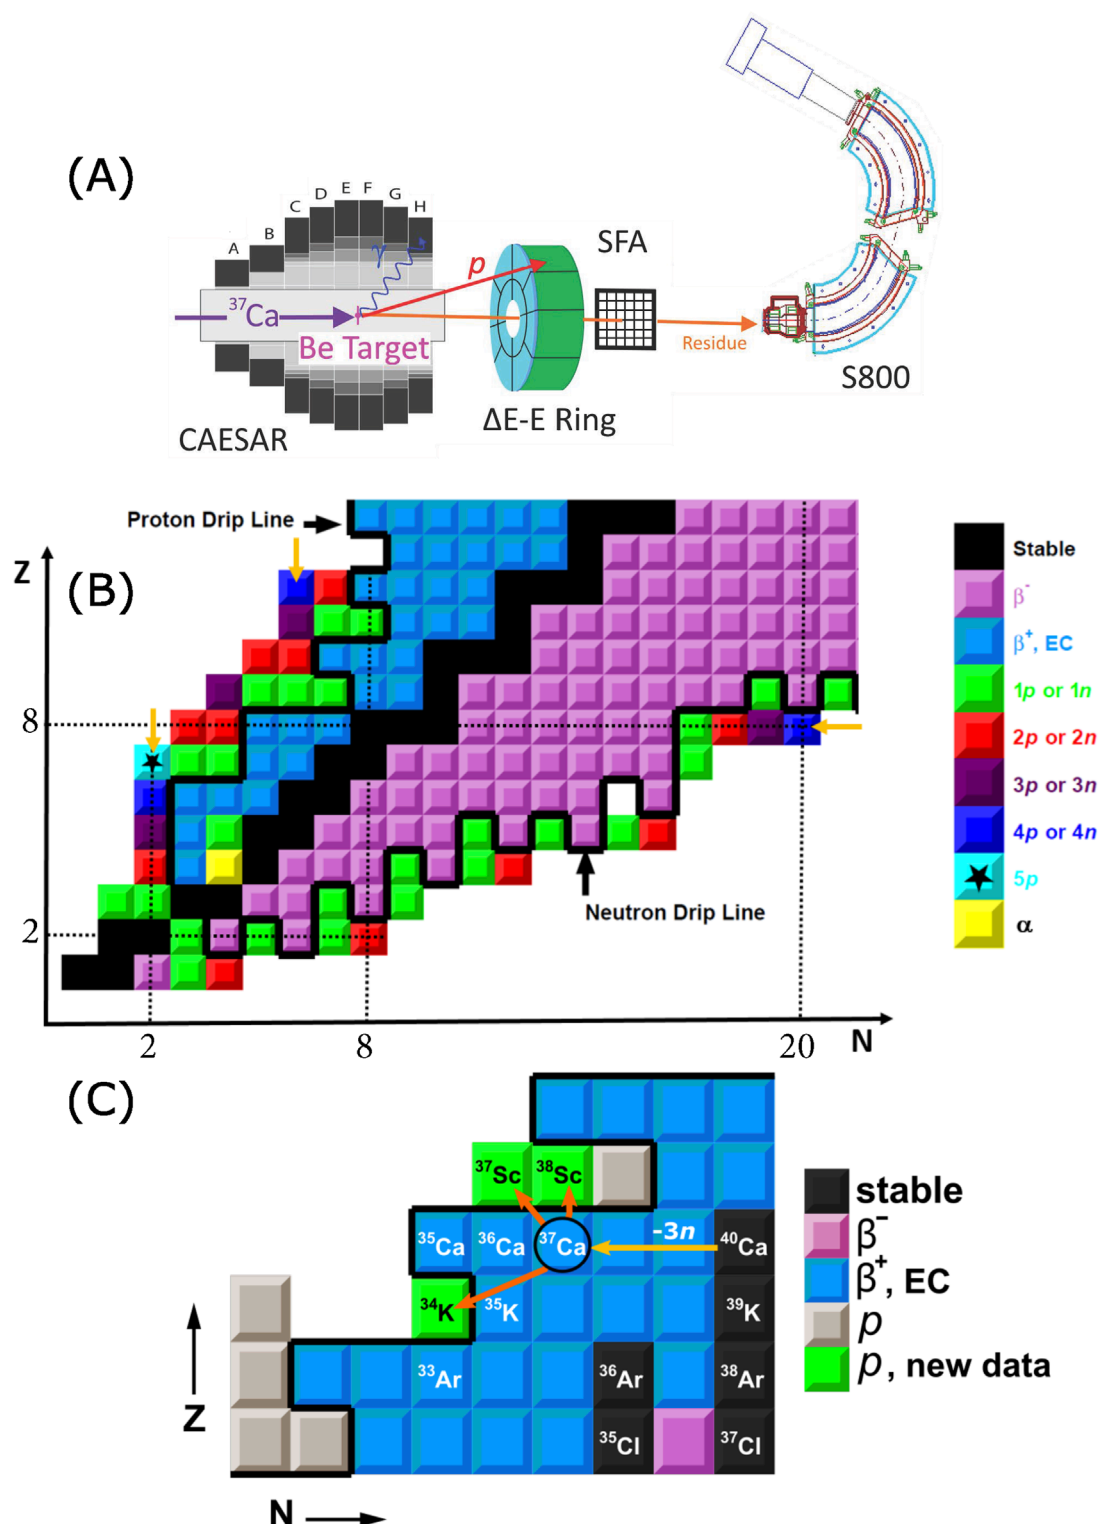 (A)
A B C D E F G H
γ
p
SFA
³⁷Ca
Be Target
Residue
S800
ΔE-E Ring
CAESAR
Proton Drip Line
Z
(B)
8
2
Neutron Drip Line
2 8 20 N
Stable
β⁻
β⁺, EC
1p or 1n
2p or 2n
3p or 3n
4p or 4n
5p
α
(C)
³⁷Sc ³⁸Sc
³⁵Ca ³⁶Ca ³⁷Ca -3n ⁴⁰Ca
³⁴K ³⁵K ³⁹K
³³Ar ³⁶Ar ³⁸Ar
³⁵Cl ³⁷Cl
Z
N
stable
β⁻
β⁺, EC
p
p, new data